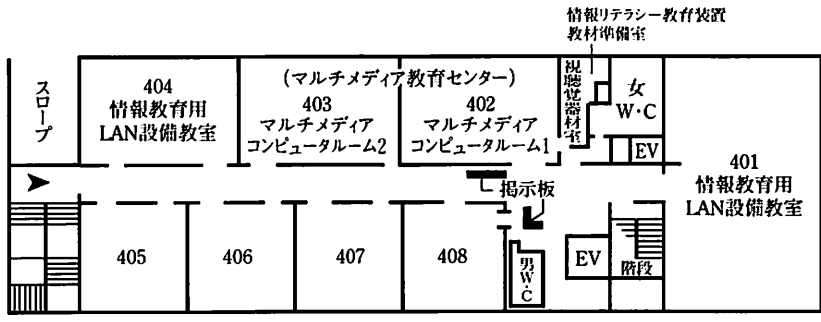 情報リテラシー教育装置
教材準備室
スロープ
404
情報教育用
LAN設備教室
(マルチメディア教育センター)
403
マルチメディア
コンピュータルーム2
402
マルチメディア
コンピュータルーム1
視聴覚器材室
女
W・C
EV
401
情報教育用
LAN設備教室
掲示板
405
406
407
408
男W・C
EV
階段